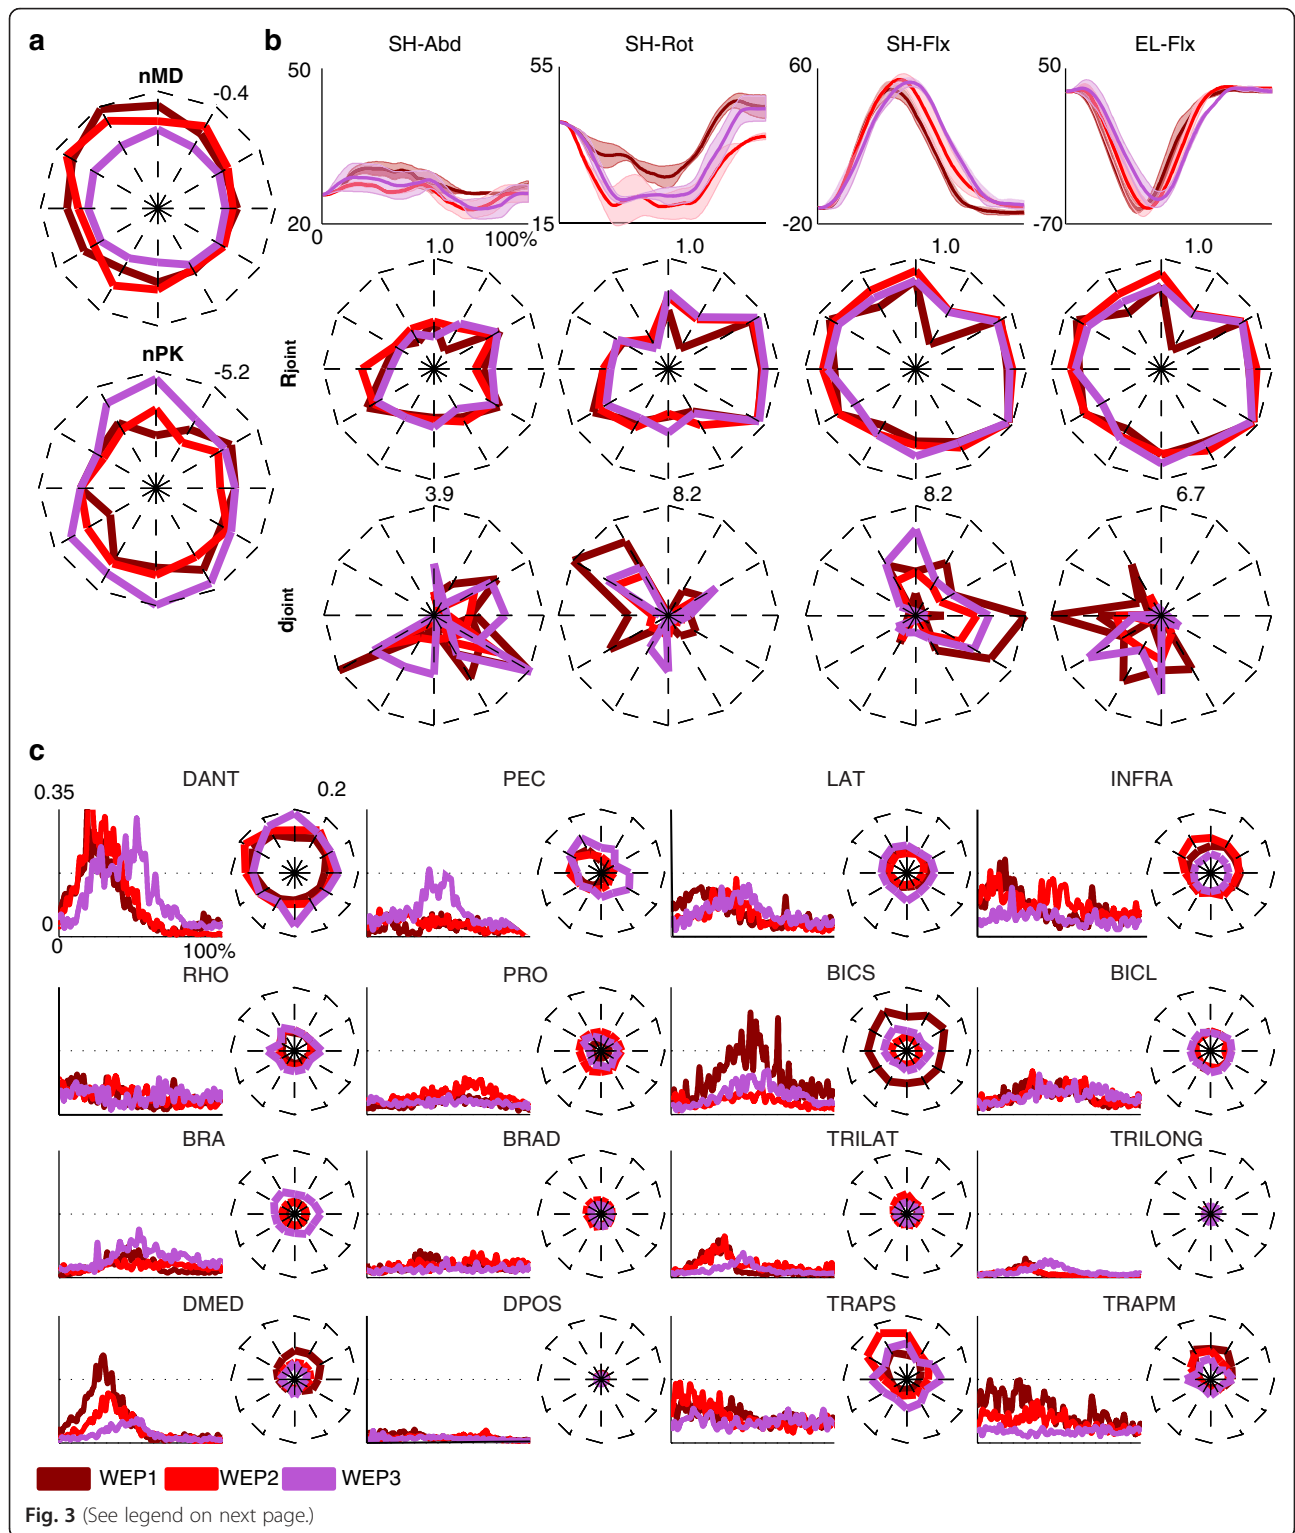 a
b
SH-Abd
SH-Rot
SH-Flx
EL-Flx
nMD
-0.4
50
20
0
100%
55
15
60
-20
50
-70
nPK
-5.2
Rjoint
1.0
1.0
1.0
1.0
djoint
3.9
8.2
8.2
6.7
c
DANT
PEC
LAT
INFRA
0.35
0
0
100%
0.2
RHO
PRO
BICS
BICL
BRA
BRAD
TRILAT
TRILONG
DMED
DPOS
TRAPS
TRAPM
WEP1 WEP2 WEP3
Fig. 3 (See legend on next page.)